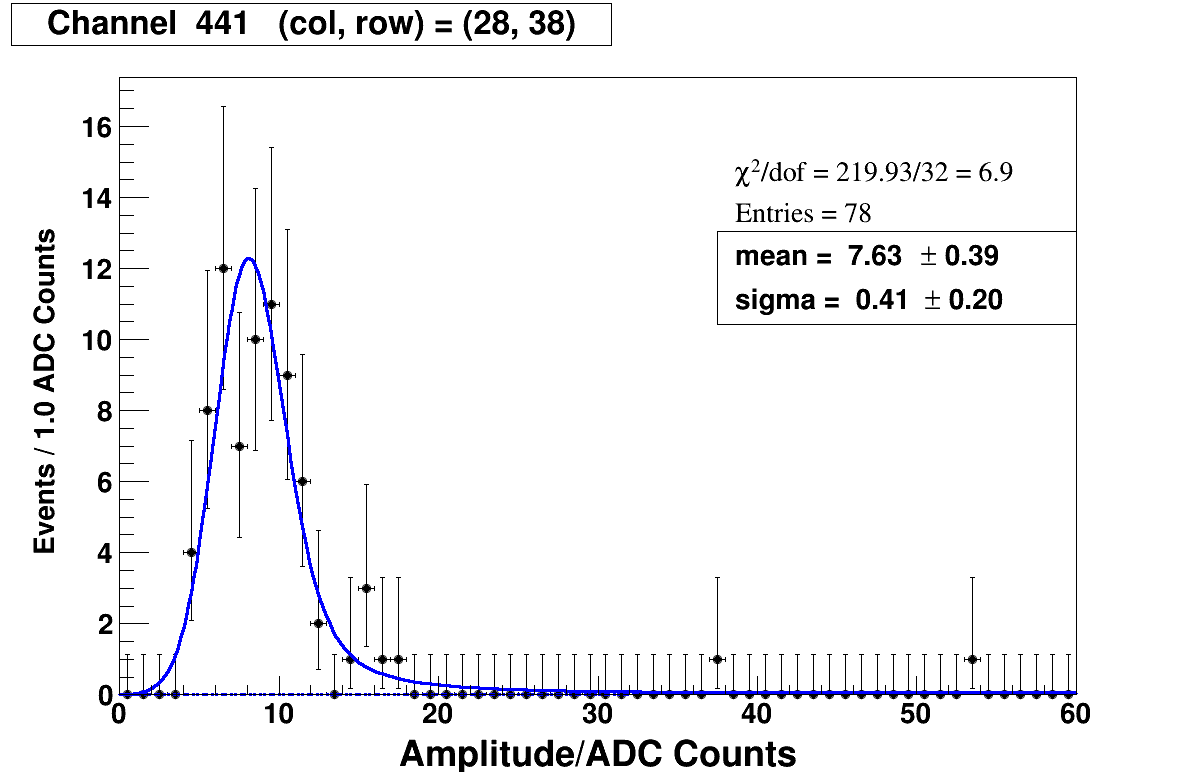 Channel 441 (col, row) = (28, 38)
χ²/dof = 219.93/32 = 6.9
Entries = 78
mean = 7.63 ± 0.39
sigma = 0.41 ± 0.20
Events / 1.0 ADC Counts
16
14
12
10
8
6
4
2
0
0 10 20 30 40 50 60
Amplitude/ADC Counts